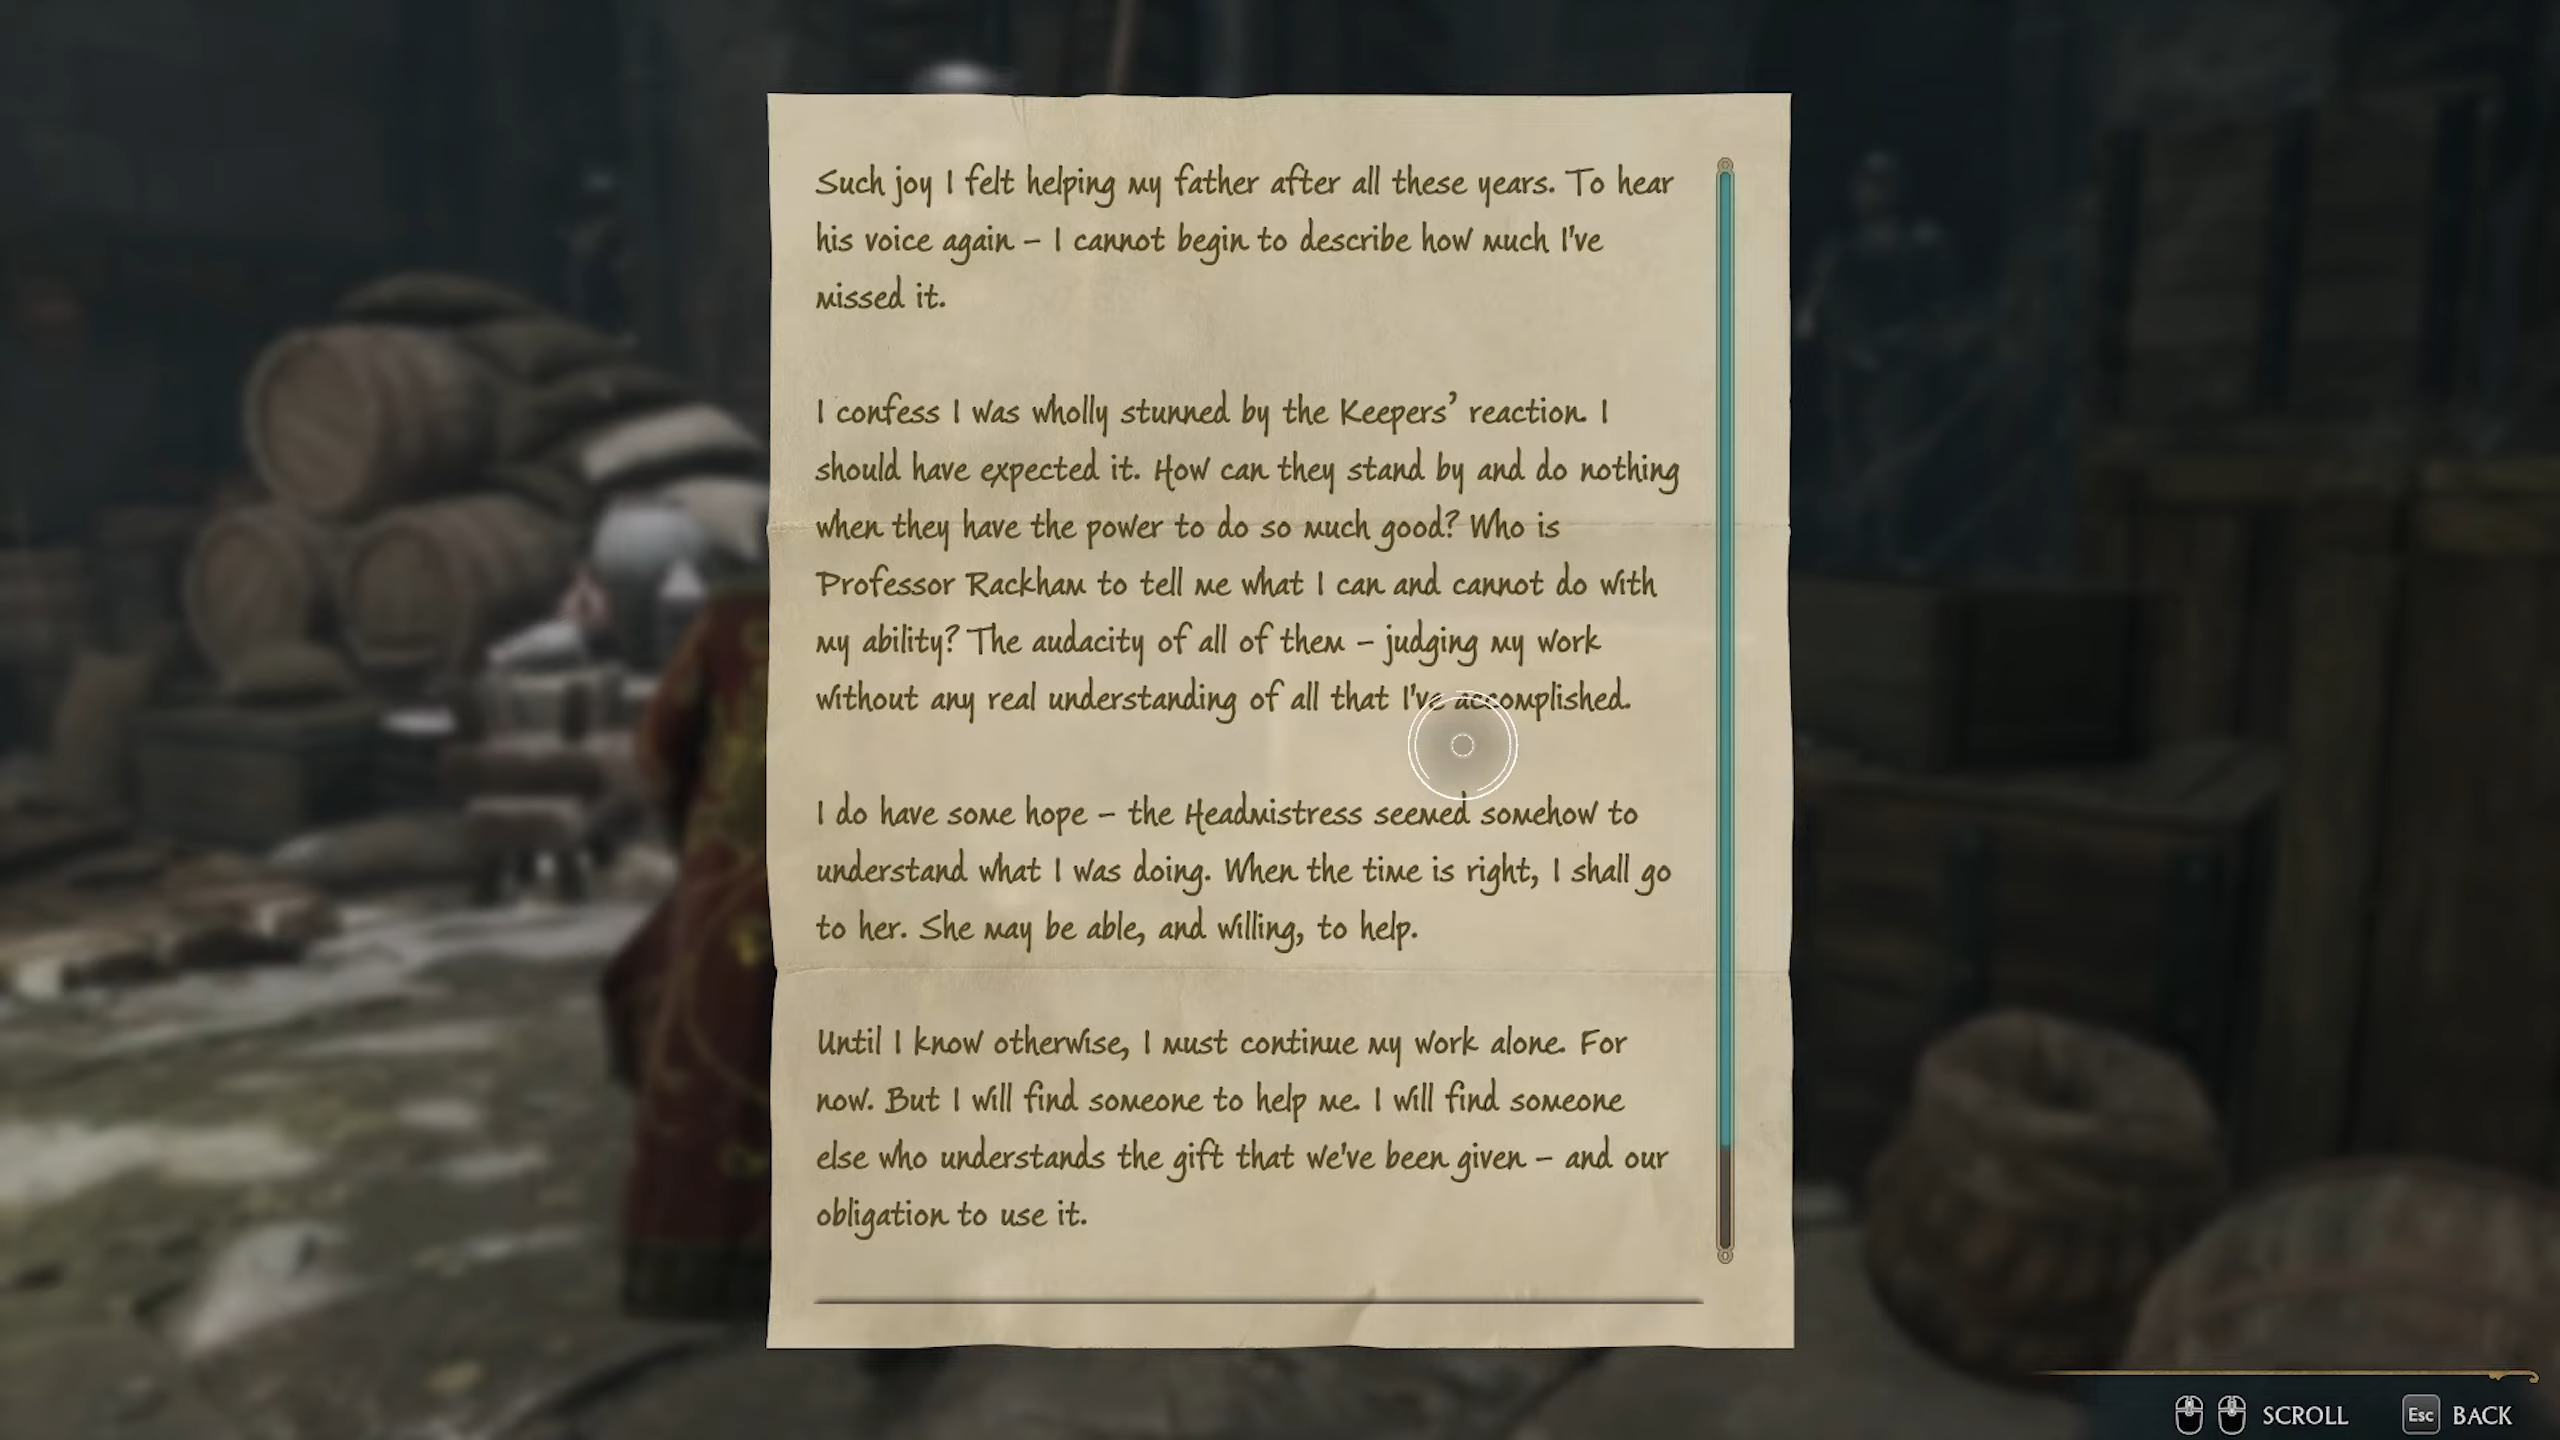 Such joy I felt helping my father after all these years. To hear
his voice again – I cannot begin to describe how much I've
missed it.
I confess I was wholly stunned by the Keepers’ reaction. I
should have expected it. How can they stand by and do nothing
when they have the power to do so much good? Who is
Professor Rackham to tell me what I can and cannot do with
my ability? The audacity of all of them – judging my work
without any real understanding of all that I've accomplished.
I do have some hope – the Headmistress seemed somehow to
understand what I was doing. When the time is right, I shall go
to her. She may be able, and willing, to help.
Until I know otherwise, I must continue my work alone. For
now. But I will find someone to help me. I will find someone
else who understands the gift that we've been given – and our
obligation to use it.
SCROLL Esc BACK